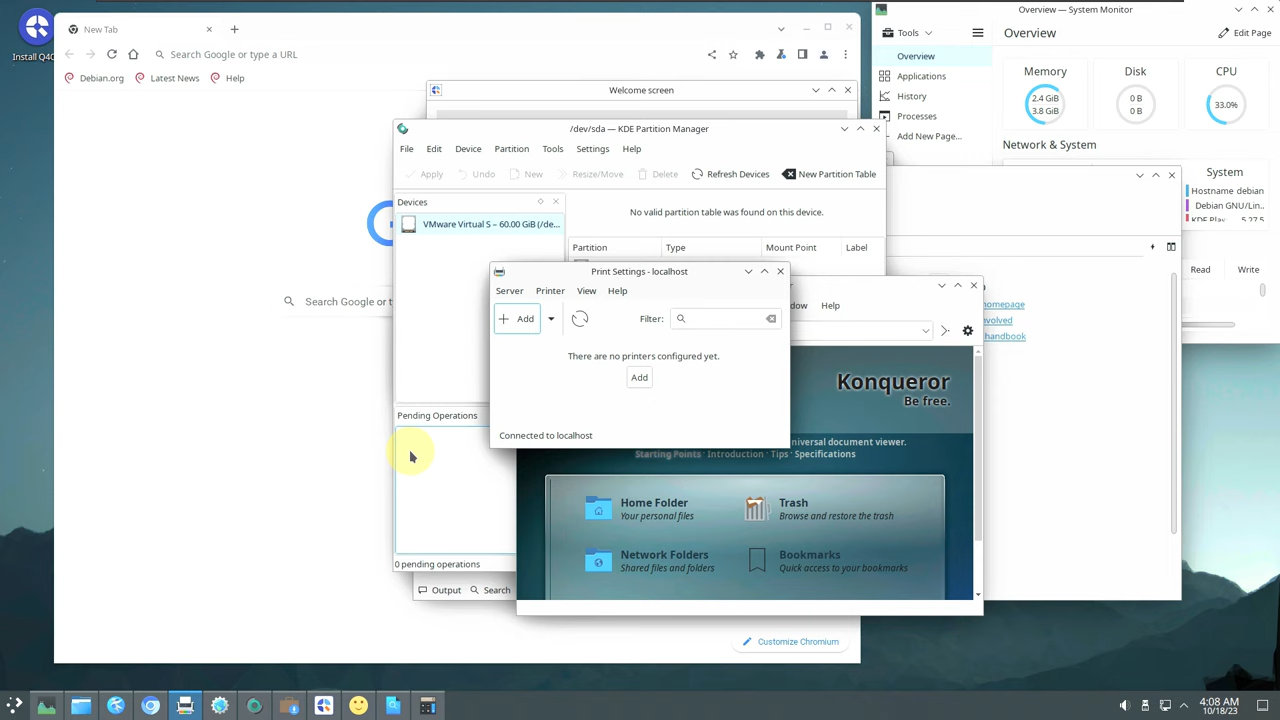 Install Q4O
New Tab
Search Google or type a URL
Debian.org
Latest News
Help
Search Google or t
Customize Chromium
Welcome screen
/dev/sda — KDE Partition Manager
File
Edit
Device
Partition
Tools
Settings
Help
Apply
Undo
New
Resize/Move
Delete
Refresh Devices
New Partition Table
Devices
VMware Virtual S – 60.00 GiB (/de...
No valid partition table was found on this device.
Partition
Type
Mount Point
Label
Pending Operations
0 pending operations
Output
Search
Print Settings - localhost
Server
Printer
View
Help
Add
Filter:
There are no printers configured yet.
Add
Connected to localhost
dow
Help
Konqueror
Be free.
niversal document viewer.
Starting Points · Introduction · Tips · Specifications
Home Folder
Your personal files
Trash
Browse and restore the trash
Network Folders
Shared files and folders
Bookmarks
Quick access to your bookmarks
homepage
nvolved
handbook
Overview — System Monitor
Tools
Overview
Edit Page
Overview
Applications
History
Processes
Add New Page...
Memory
2.4 GiB
3.8 GiB
Disk
0 B
0 B
CPU
33.0%
Network & System
System
Hostname debian
Debian GNU/Lin..
KDE Pla
5.27.5
Read
Write
4:08 AM
10/18/23